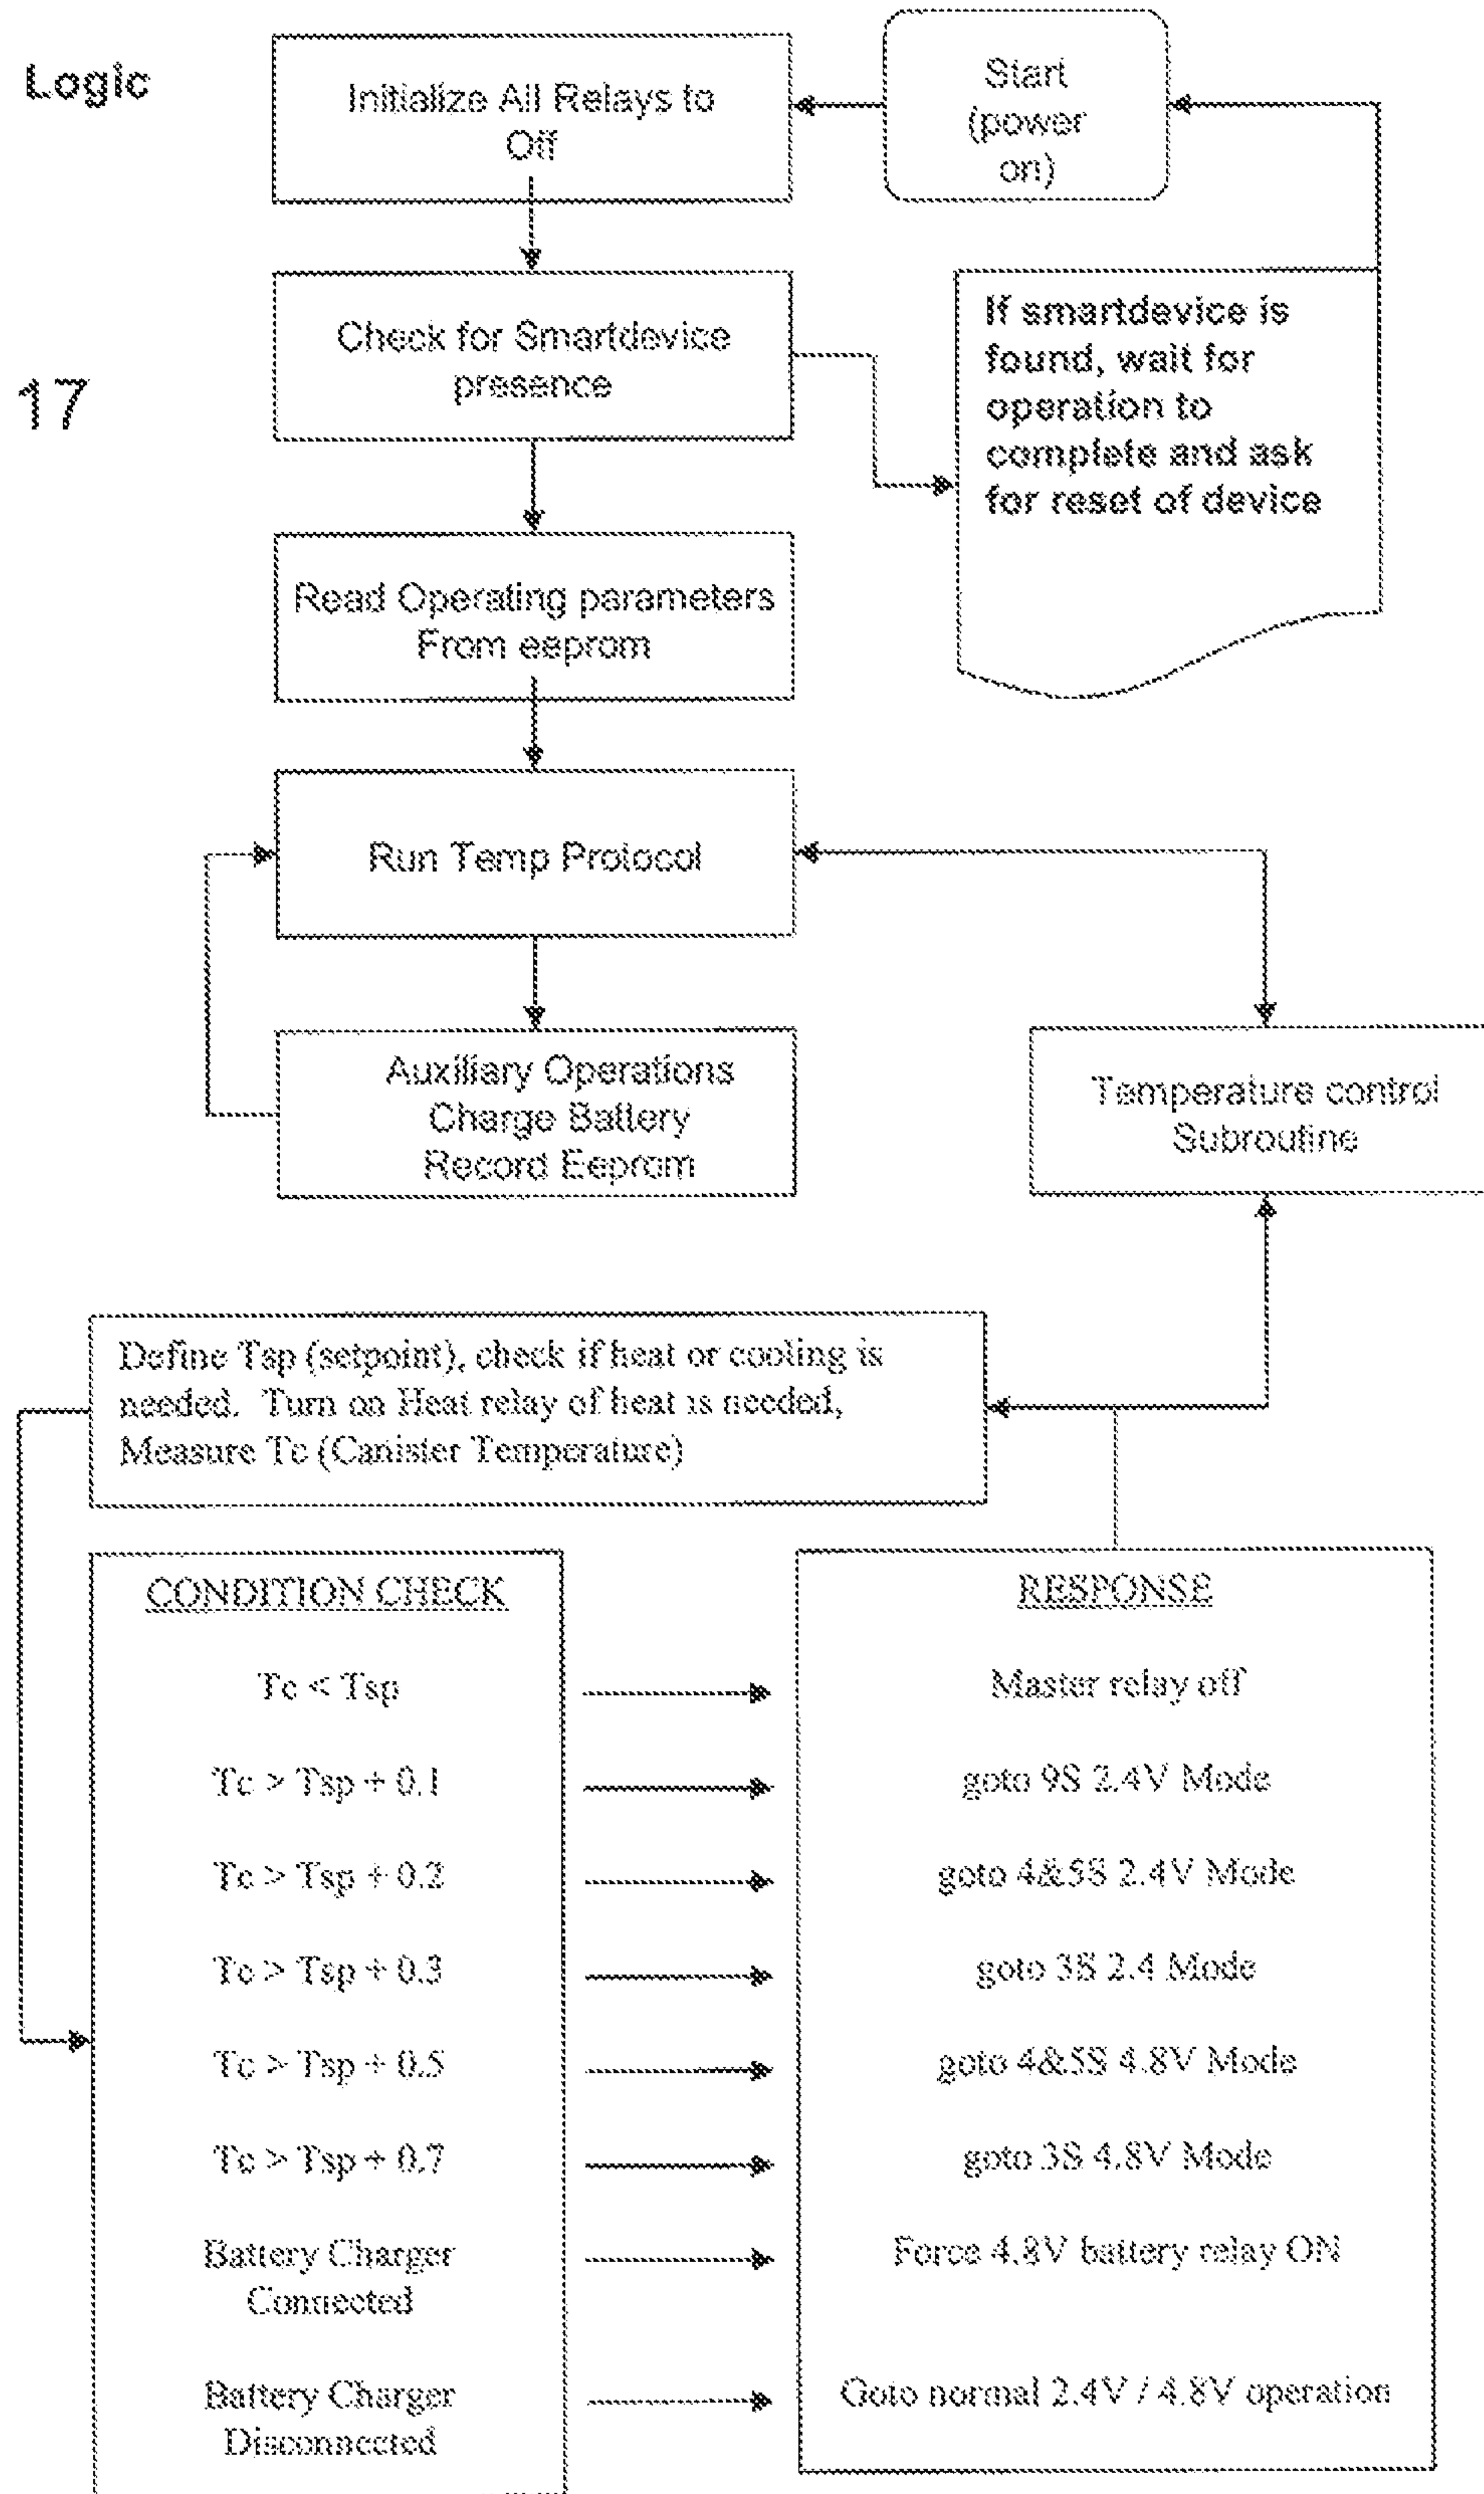 Logic
Initialize All Relays to
Off
Start
(power
on)
17
Check for Smartdevice
presence
If smartdevice is
found, wait for
operation to
complete and ask
for reset of device
Read Operating parameters
From eeprom
Run Temp Protocol
Auxiliary Operations
Charge Battery
Record Eeprom
Temperature control
Subroutine
Define Tsp (setpoint), check if heat or cooling is
needed. Turn on Heat relay of heat is needed,
Measure Tc (Canister Temperature)
CONDITION CHECK
RESPONSE
Tc < Tsp
Master relay off
Tc > Tsp + 0.1
goto 9S 2.4V Mode
Tc > Tsp + 0.2
goto 4&5S 2.4V Mode
Tc > Tsp + 0.3
goto 3S 2.4 Mode
Tc > Tsp + 0.5
goto 4&5S 4.8V Mode
Tc > Tsp + 0.7
goto 3S 4.8V Mode
Battery Charger
Connected
Force 4.8V battery relay ON
Battery Charger
Disconnected
Goto normal 2.4V / 4.8V operation